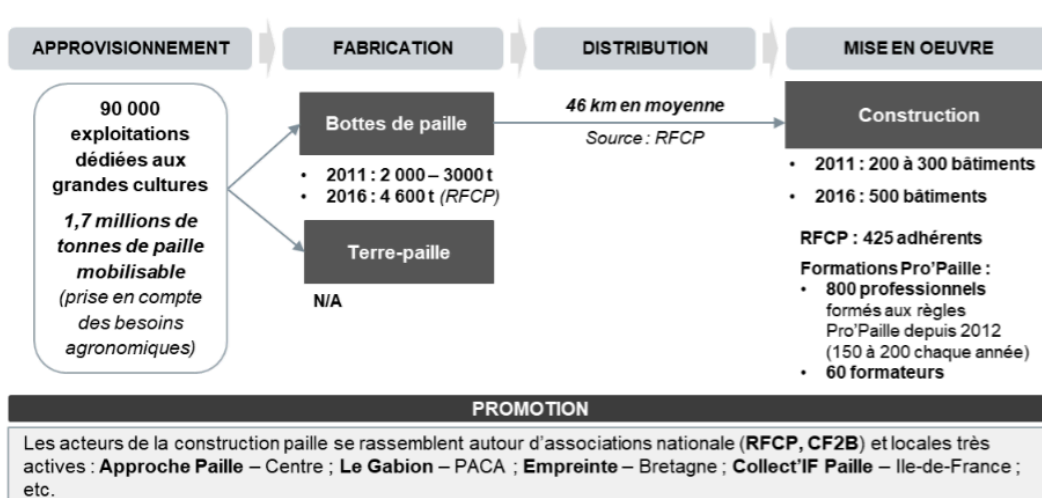 APPROVISIONNEMENT
FABRICATION
DISTRIBUTION
MISE EN OEUVRE
90 000
exploitations
dédiées aux
grandes cultures
1,7 millions de
tonnes de paille
mobilisable
(prise en compte
des besoins
agronomiques)
Bottes de paille
• 2011 : 2 000 – 3000 t
• 2016 : 4 600 t (RFCP)
Terre-paille
N/A
46 km en moyenne
Source : RFCP
Construction
• 2011 : 200 à 300 bâtiments
• 2016 : 500 bâtiments
RFCP : 425 adhérents
Formations Pro'Paille :
• 800 professionnels
formés aux règles
Pro'Paille depuis 2012
(150 à 200 chaque année)
• 60 formateurs
PROMOTION
Les acteurs de la construction paille se rassemblent autour d'associations nationale (RFCP, CF2B) et locales très
actives : Approche Paille – Centre ; Le Gabion – PACA ; Empreinte – Bretagne ; Collect'IF Paille – Ile-de-France ;
etc.